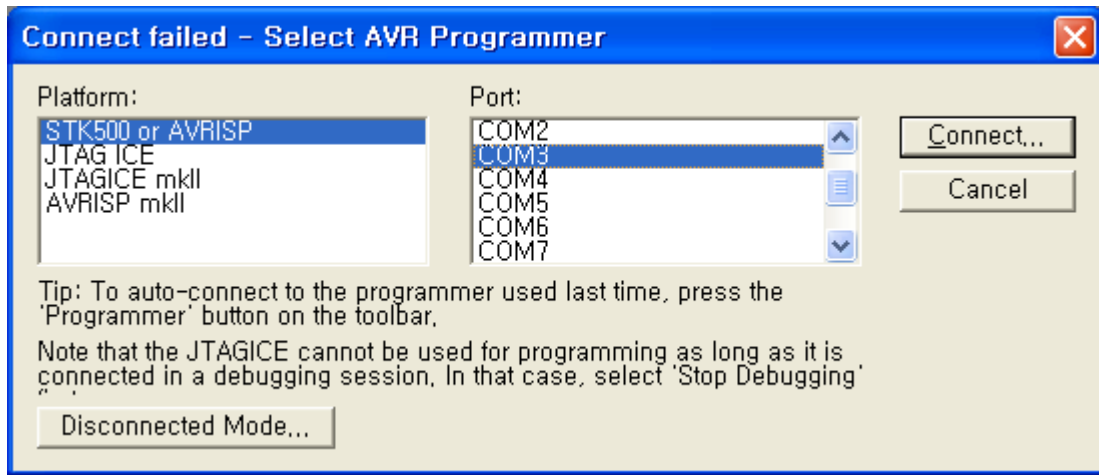 Connect failed - Select AVR Programmer
Platform:
Port:
STK500 or AVRISP
JTAG ICE
JTAGICE mkII
AVRISP mkII
COM2
COM3
COM4
COM5
COM6
COM7
Connect...
Cancel
Tip: To auto-connect to the programmer used last time, press the
'Programmer' button on the toolbar.
Note that the JTAGICE cannot be used for programming as long as it is
connected in a debugging session. In that case, select 'Stop Debugging'
Disconnected Mode...